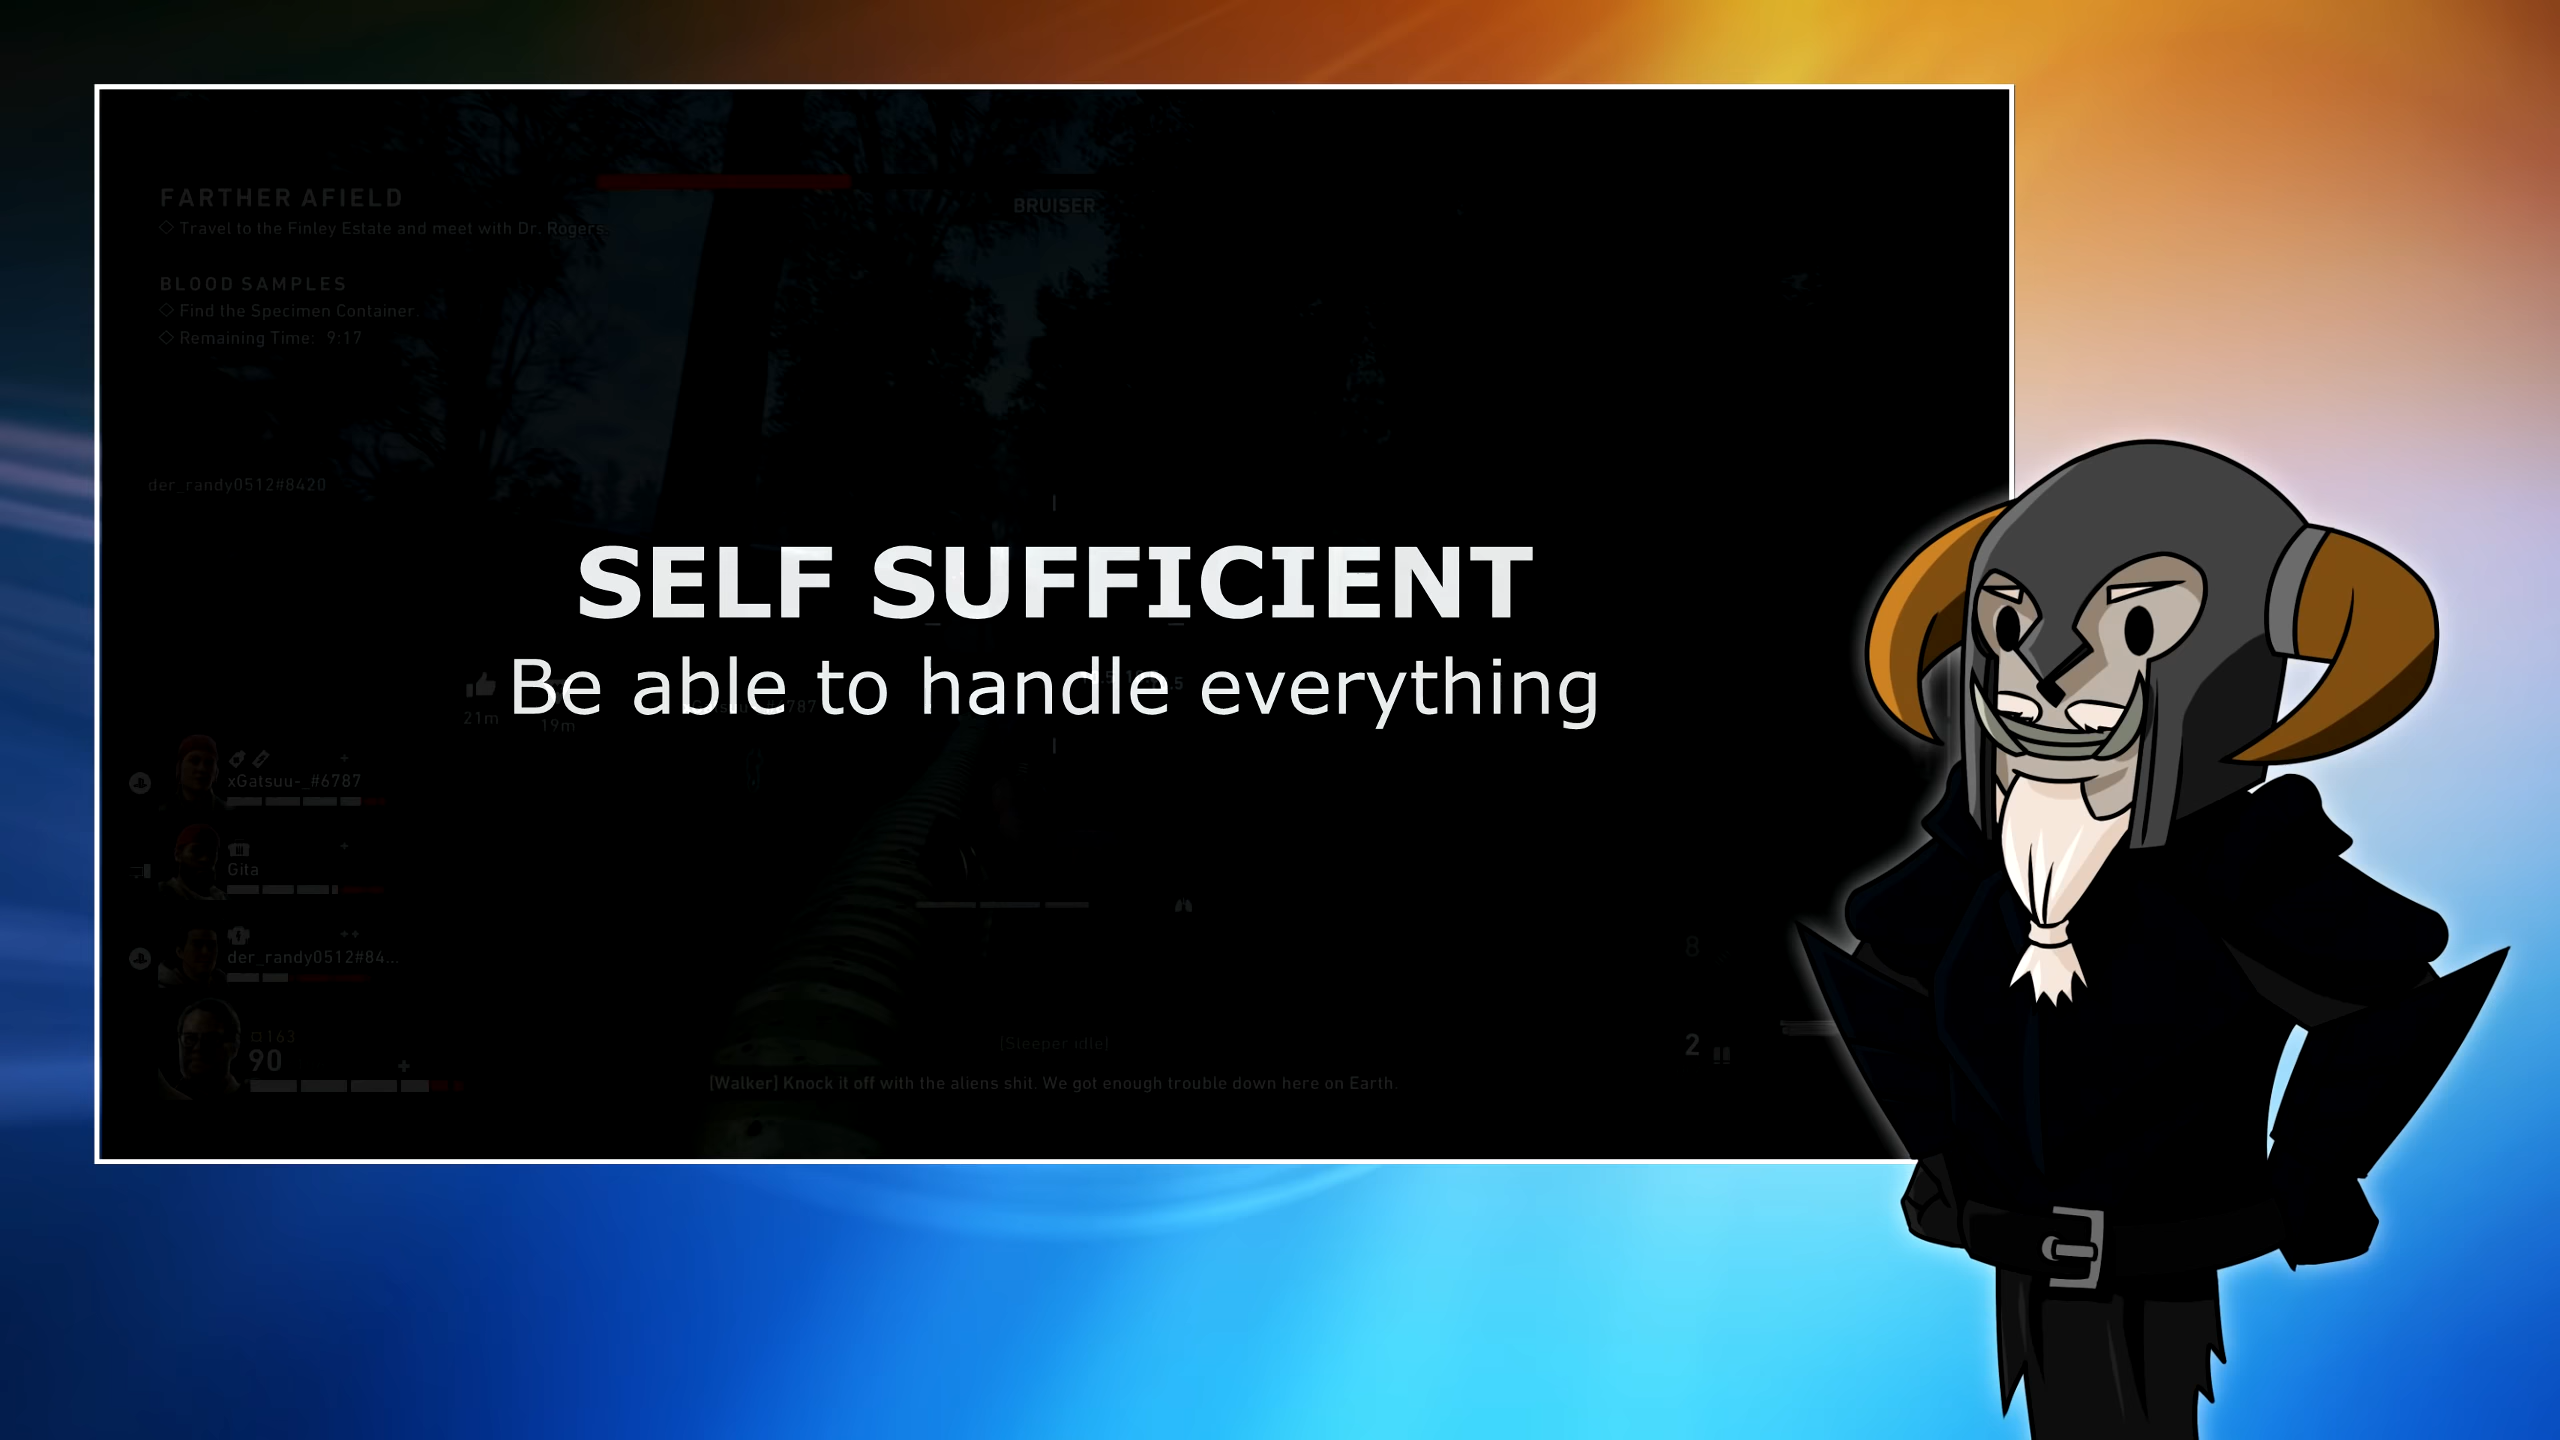 FARTHER AFIELD
BRUISER
Travel to the Finley Estate and meet with Dr. Rogers.
BLOOD SAMPLES
Find the Specimen Container.
Remaining Time: 9:17
der_randy0512#8420
SELF SUFFICIENT
Be able to handle everything
21m
19m
xGatsuu-_#6787
Gita
der_randy0512#84...
8
163
90
2
[Sleeper idle]
[Walker] Knock it off with the aliens shit. We got enough trouble down here on Earth.